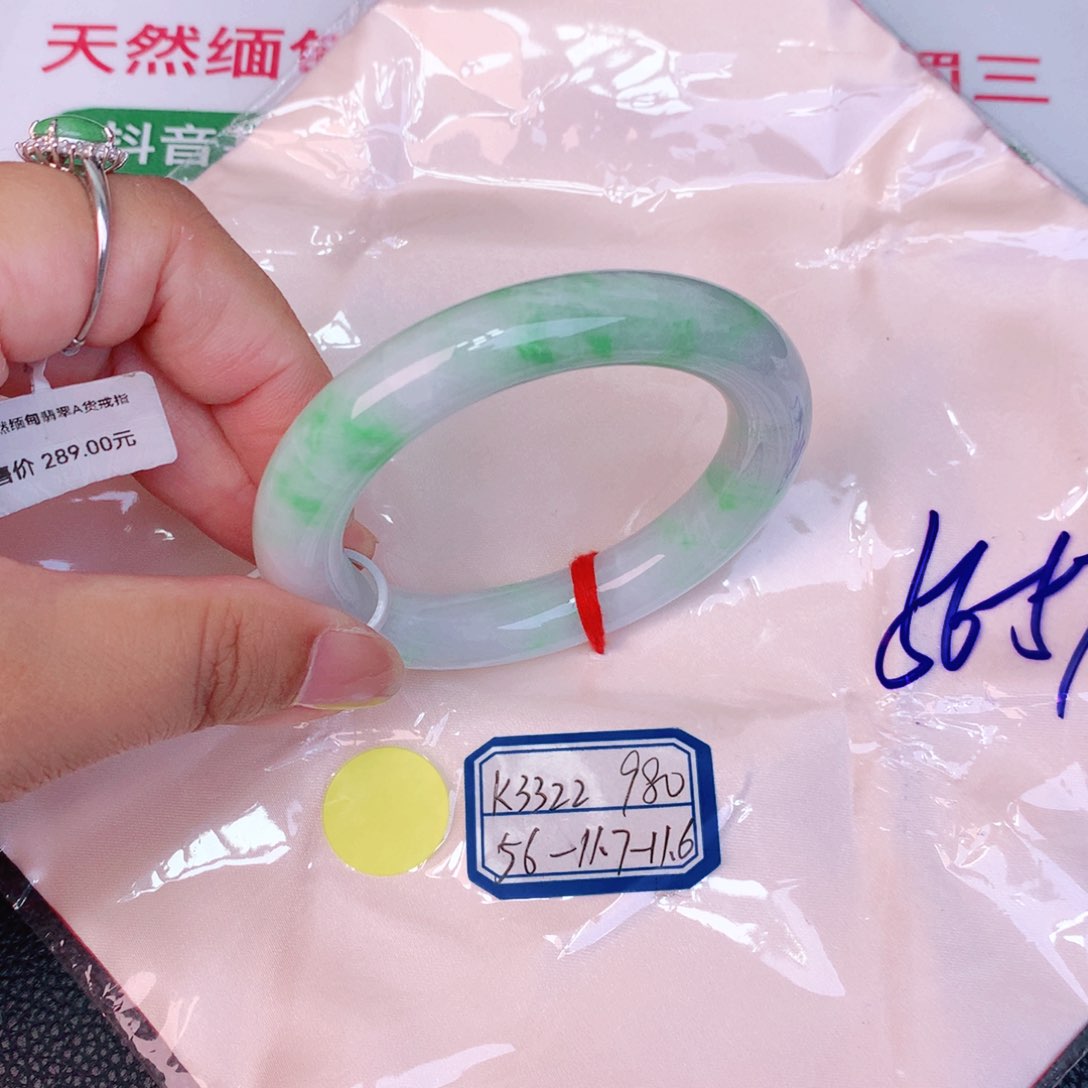 天然缅
四三
抖音
然缅甸翡翠A货戒指
售价 289.00元
565
K3322 980
56-11.7-11.6